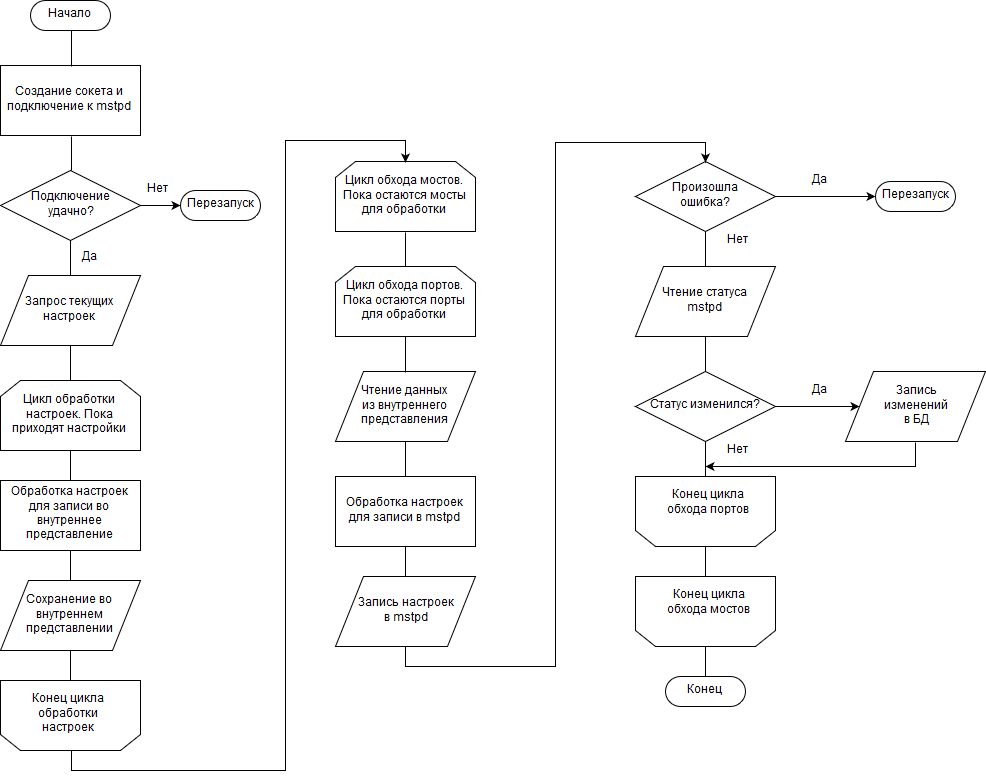 Начало
Создание сокета и
подключение к mstpd
Подключение
удачно?
Нет
Перезапуск
Да
Запрос текущих
настроек
Цикл обработки
настроек. Пока
приходят настройки
Обработка настроек
для записи во
внутреннее
представление
Сохранение во
внутреннем
представлении
Конец цикла
обработки
настроек
Цикл обхода мостов.
Пока остаются мосты
для обработки
Цикл обхода портов.
Пока остаются порты
для обработки
Чтение данных
из внутреннего
представления
Обработка настроек
для записи в mstpd
Запись настроек
в mstpd
Произошла
ошибка?
Да
Перезапуск
Нет
Чтение статуса
mstpd
Статус изменился?
Да
Запись
изменений
в БД
Нет
Конец цикла
обхода портов
Конец цикла
обхода мостов
Конец